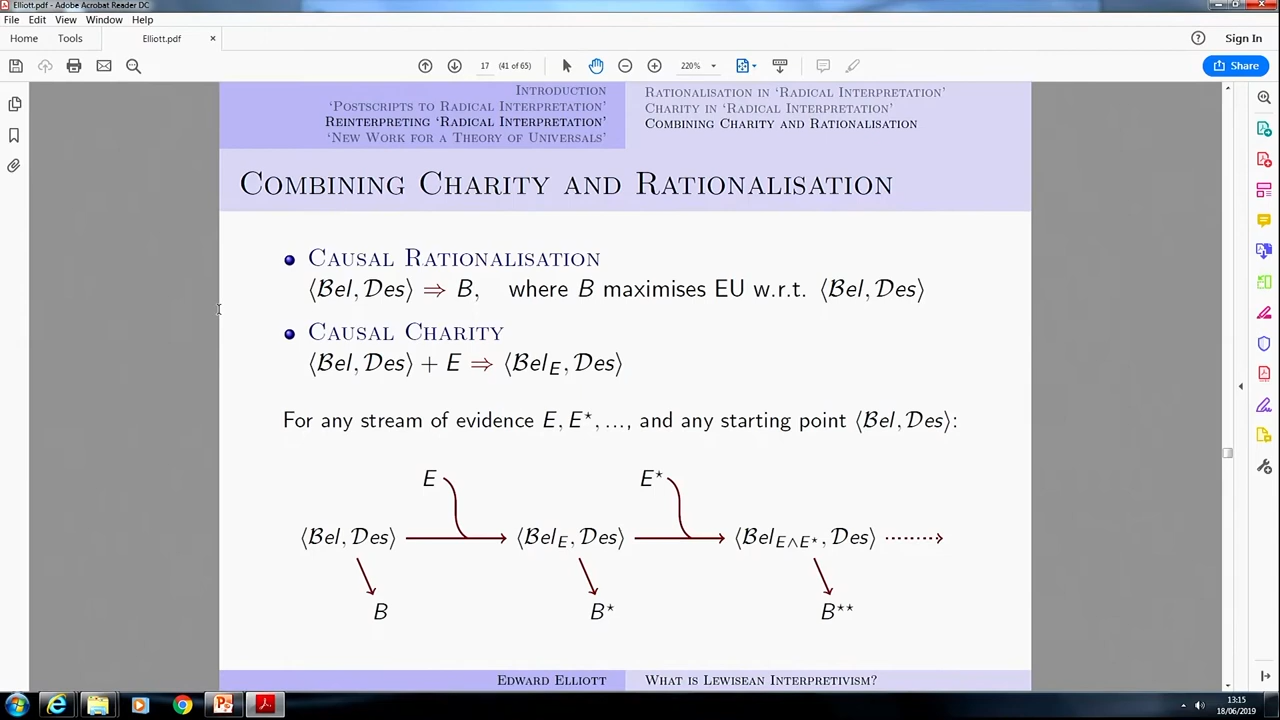 Elliott.pdf - Adobe Acrobat Reader DC
File Edit View Window Help
Home Tools Elliott.pdf × Sign In
17 (41 of 65) 220% Share
Introduction
'Postscripts to Radical Interpretation'
Reinterpreting 'Radical Interpretation'
'New Work for a Theory of Universals'
Rationalisation in 'Radical Interpretation'
Charity in 'Radical Interpretation'
Combining Charity and Rationalisation
Combining Charity and Rationalisation
Causal Rationalisation
⟨Bel, Des⟩ ⇒ B, where B maximises EU w.r.t. ⟨Bel, Des⟩
Causal Charity
⟨Bel, Des⟩ + E ⇒ ⟨Bel_E, Des⟩
For any stream of evidence E, E⋆, ..., and any starting point ⟨Bel, Des⟩:
E E⋆
⟨Bel, Des⟩ ⟨Bel_E, Des⟩ ⟨Bel_E∧E⋆, Des⟩
B B⋆ B⋆⋆
Edward Elliott What is Lewisean Interpretivism?
13:15
18/06/2019